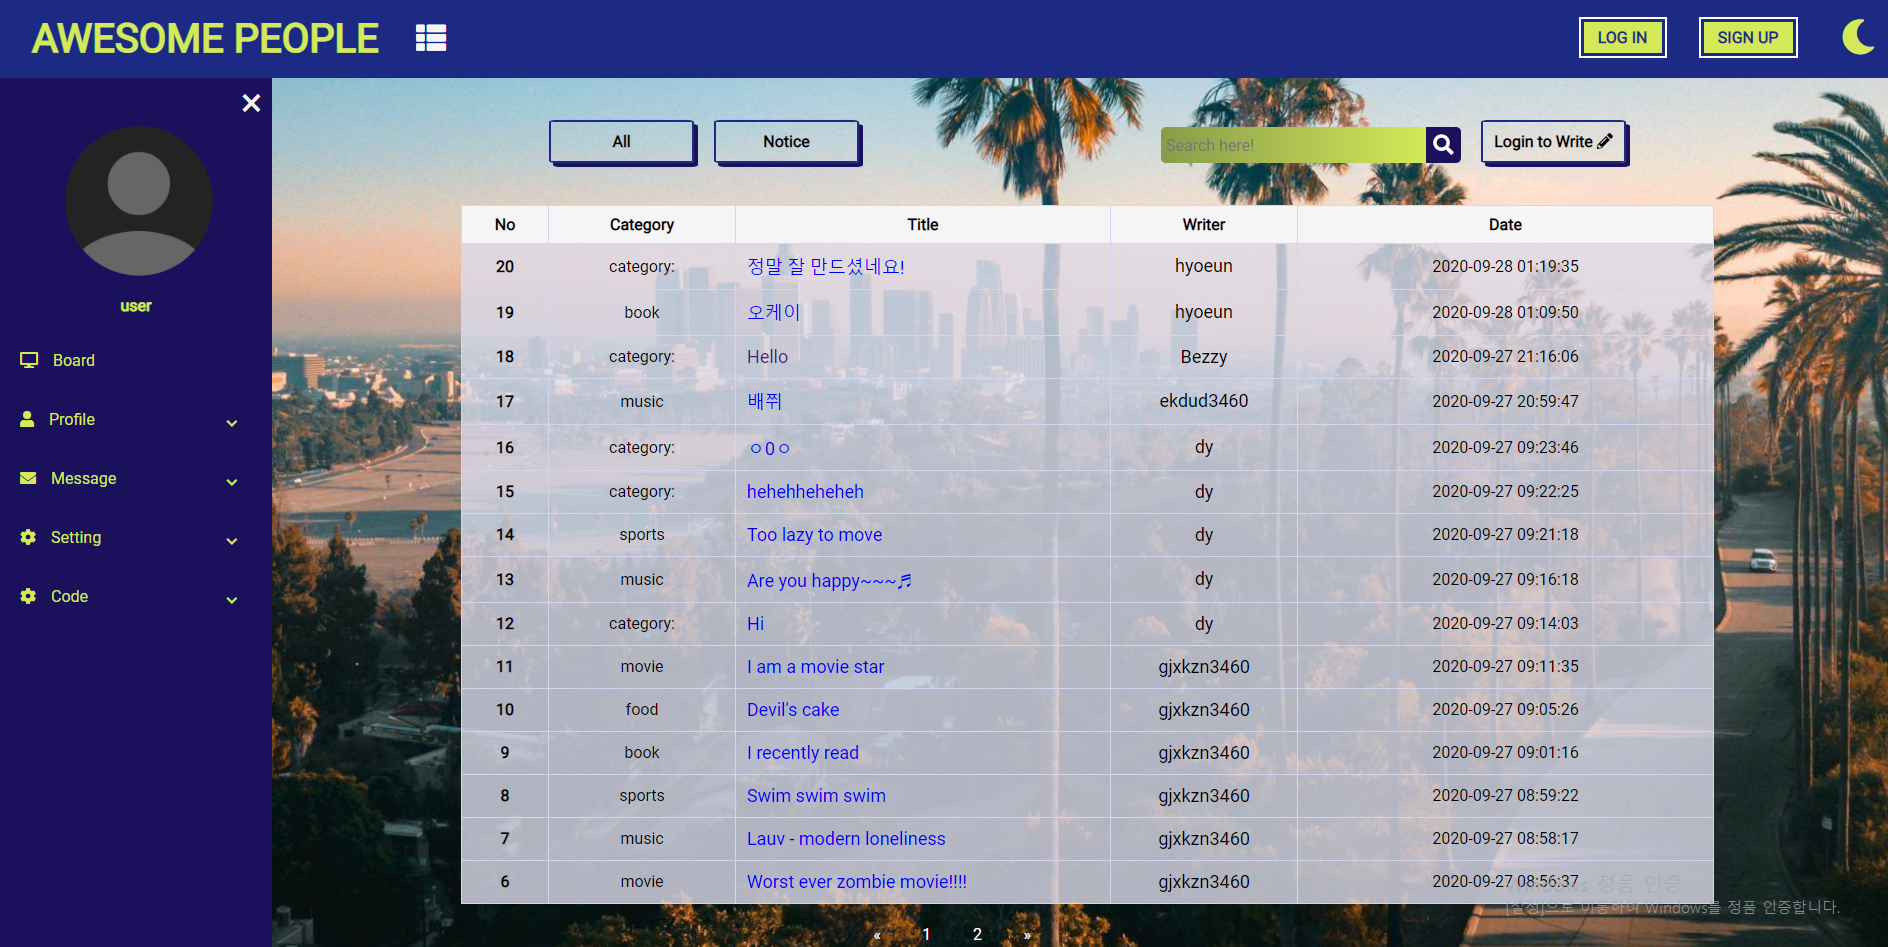 AWESOME PEOPLE
LOG IN
SIGN UP
user
Board
Profile
Message
Setting
Code
All
Notice
Search here!
Login to Write
No Category Title Writer Date
20 category: 정말 잘 만드셨네요! hyoeun 2020-09-28 01:19:35
19 book 오케이 hyoeun 2020-09-28 01:09:50
18 category: Hello Bezzy 2020-09-27 21:16:06
17 music 배쮜 ekdud3460 2020-09-27 20:59:47
16 category: ㅇ0ㅇ dy 2020-09-27 09:23:46
15 category: hehehheheheh dy 2020-09-27 09:22:25
14 sports Too lazy to move dy 2020-09-27 09:21:18
13 music Are you happy~~~♬ dy 2020-09-27 09:16:18
12 category: Hi dy 2020-09-27 09:14:03
11 movie I am a movie star gjxkzn3460 2020-09-27 09:11:35
10 food Devil's cake gjxkzn3460 2020-09-27 09:05:26
9 book I recently read gjxkzn3460 2020-09-27 09:01:16
8 sports Swim swim swim gjxkzn3460 2020-09-27 08:59:22
7 music Lauv - modern loneliness gjxkzn3460 2020-09-27 08:58:17
6 movie Worst ever zombie movie!!!! gjxkzn3460 2020-09-27 08:56:37
Windows 정품 인증
[설정]으로 이동하여 Windows를 정품 인증합니다.
« 1 2 »